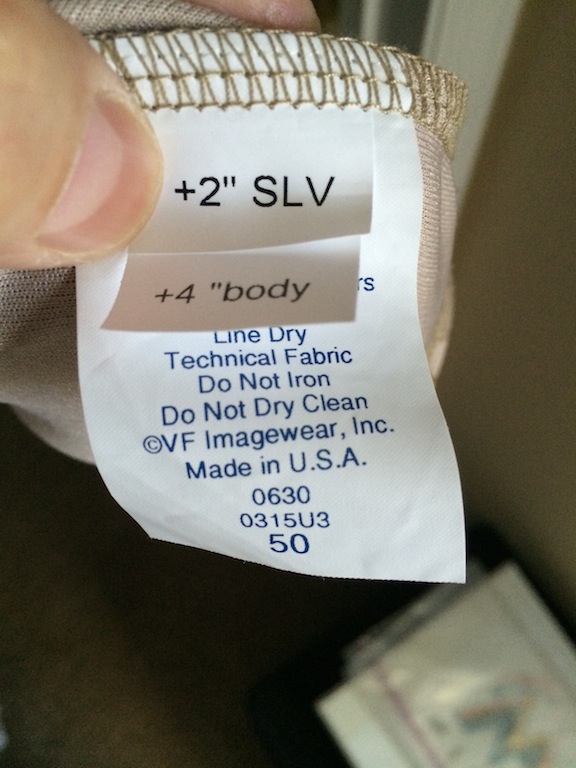 +2" SLV
+4 "body
rs
Line Dry
Technical Fabric
Do Not Iron
Do Not Dry Clean
©VF Imagewear, Inc.
Made in U.S.A.
0630
0315U3
50